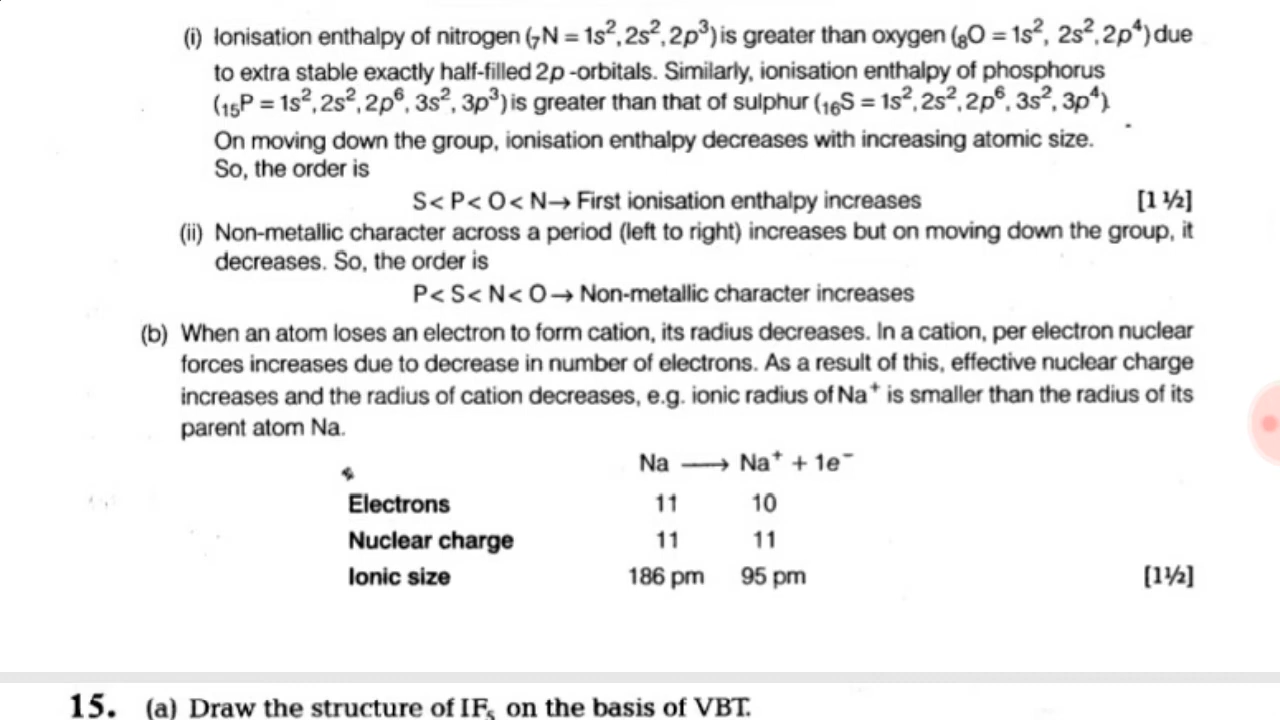 (i) Ionisation enthalpy of nitrogen (₇N = 1s², 2s², 2p³) is greater than oxygen (₈O = 1s², 2s², 2p⁴) due
to extra stable exactly half-filled 2p -orbitals. Similarly, ionisation enthalpy of phosphorus
(₁₅P = 1s², 2s², 2p⁶, 3s², 3p³) is greater than that of sulphur (₁₆S = 1s², 2s², 2p⁶, 3s², 3p⁴).
On moving down the group, ionisation enthalpy decreases with increasing atomic size.
So, the order is
S < P < O < N → First ionisation enthalpy increases [1 ½]
(ii) Non-metallic character across a period (left to right) increases but on moving down the group, it
decreases. So, the order is
P < S < N < O → Non-metallic character increases
(b) When an atom loses an electron to form cation, its radius decreases. In a cation, per electron nuclear
forces increases due to decrease in number of electrons. As a result of this, effective nuclear charge
increases and the radius of cation decreases, e.g. ionic radius of Na⁺ is smaller than the radius of its
parent atom Na.
Na ⟶ Na⁺ + 1e⁻
Electrons 11 10
Nuclear charge 11 11
Ionic size 186 pm 95 pm [1½]
15. (a) Draw the structure of IF₅ on the basis of VBT.